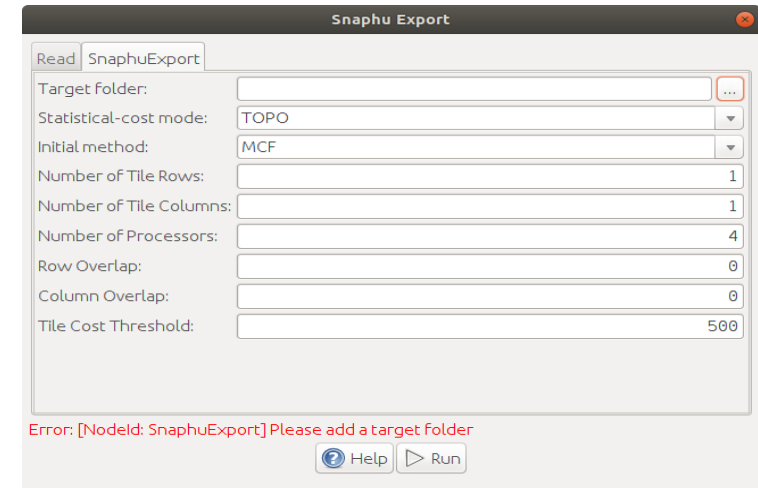 Snaphu Export
Read SnaphuExport
Target folder: ...
Statistical-cost mode: TOPO
Initial method: MCF
Number of Tile Rows: 1
Number of Tile Columns: 1
Number of Processors: 4
Row Overlap: 0
Column Overlap: 0
Tile Cost Threshold: 500
Error: [NodeId: SnaphuExport] Please add a target folder
Help Run